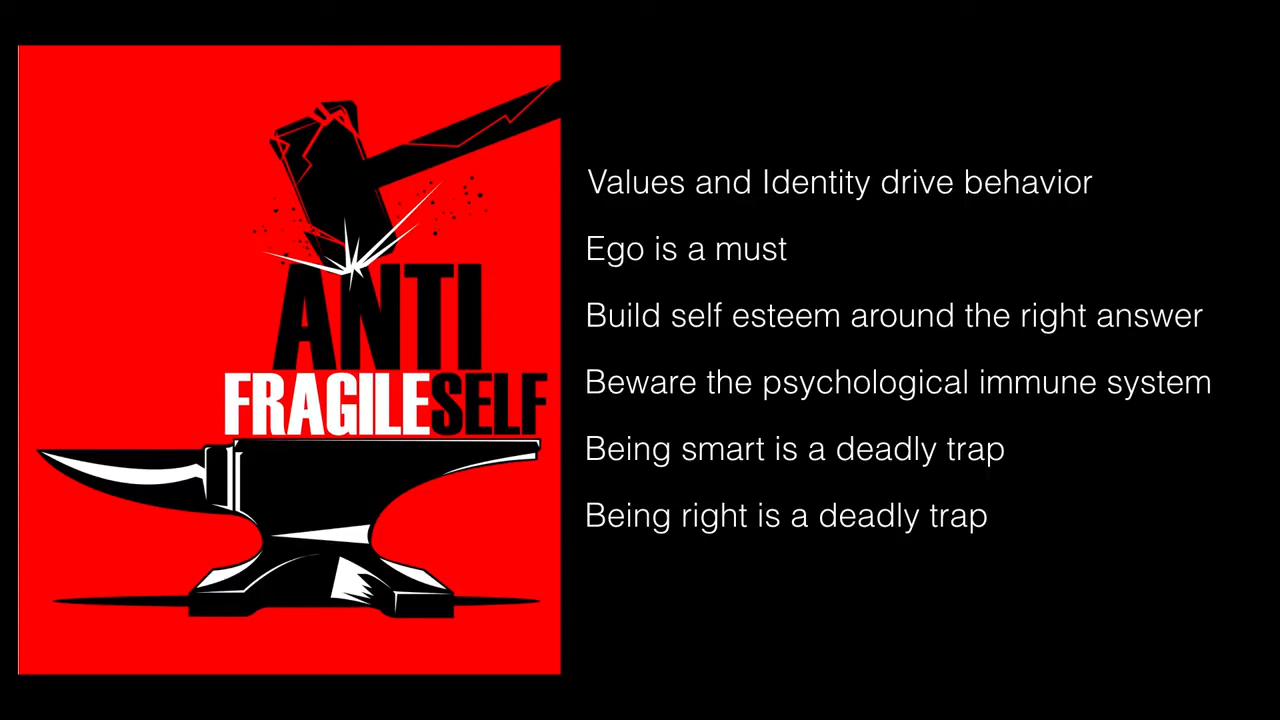 ANTI
FRAGILESELF
Values and Identity drive behavior
Ego is a must
Build self esteem around the right answer
Beware the psychological immune system
Being smart is a deadly trap
Being right is a deadly trap